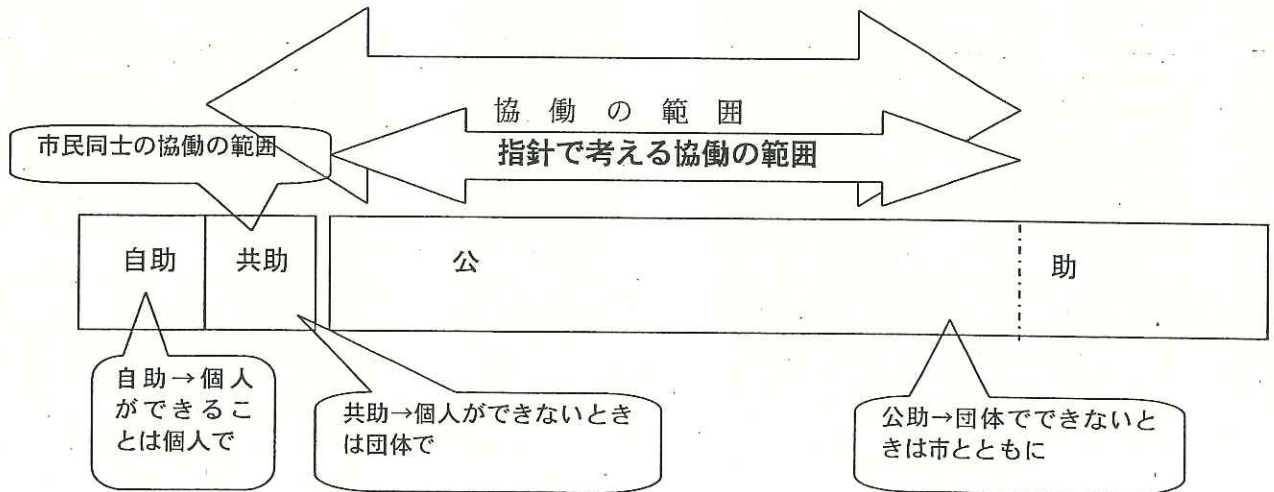 協働の範囲
市民同士の協働の範囲
指針で考える協働の範囲
自助
共助
公
助
自助→個人
ができるこ
とは個人で
共助→個人ができないとき
は団体で
公助→団体でできないと
きは市とともに